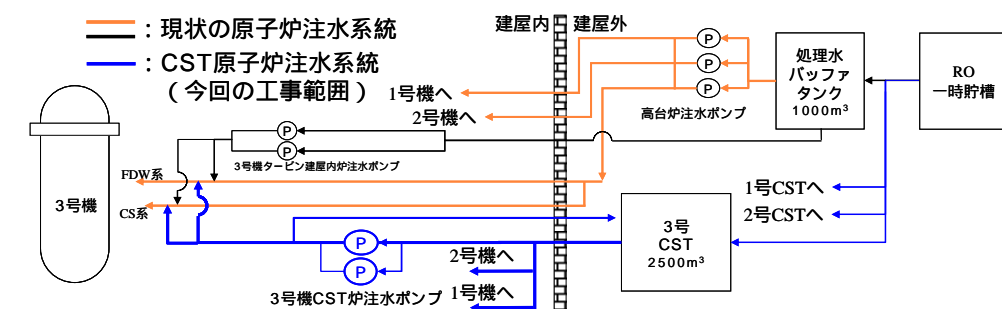 ：現状の原子炉注水系統
：CST原子炉注水系統
（今回の工事範囲）
建屋内
建屋外
1号機へ
2号機へ
P
P
P
高台炉注水ポンプ
処理水
バッファ
タンク
1000m³
RO
一時貯槽
P
P
3号機タービン建屋内炉注水ポンプ
FDW系
CS系
3号機
1号CSTへ
2号CSTへ
3号
CST
2500m³
P
P
3号機CST炉注水ポンプ
2号機へ
1号機へ